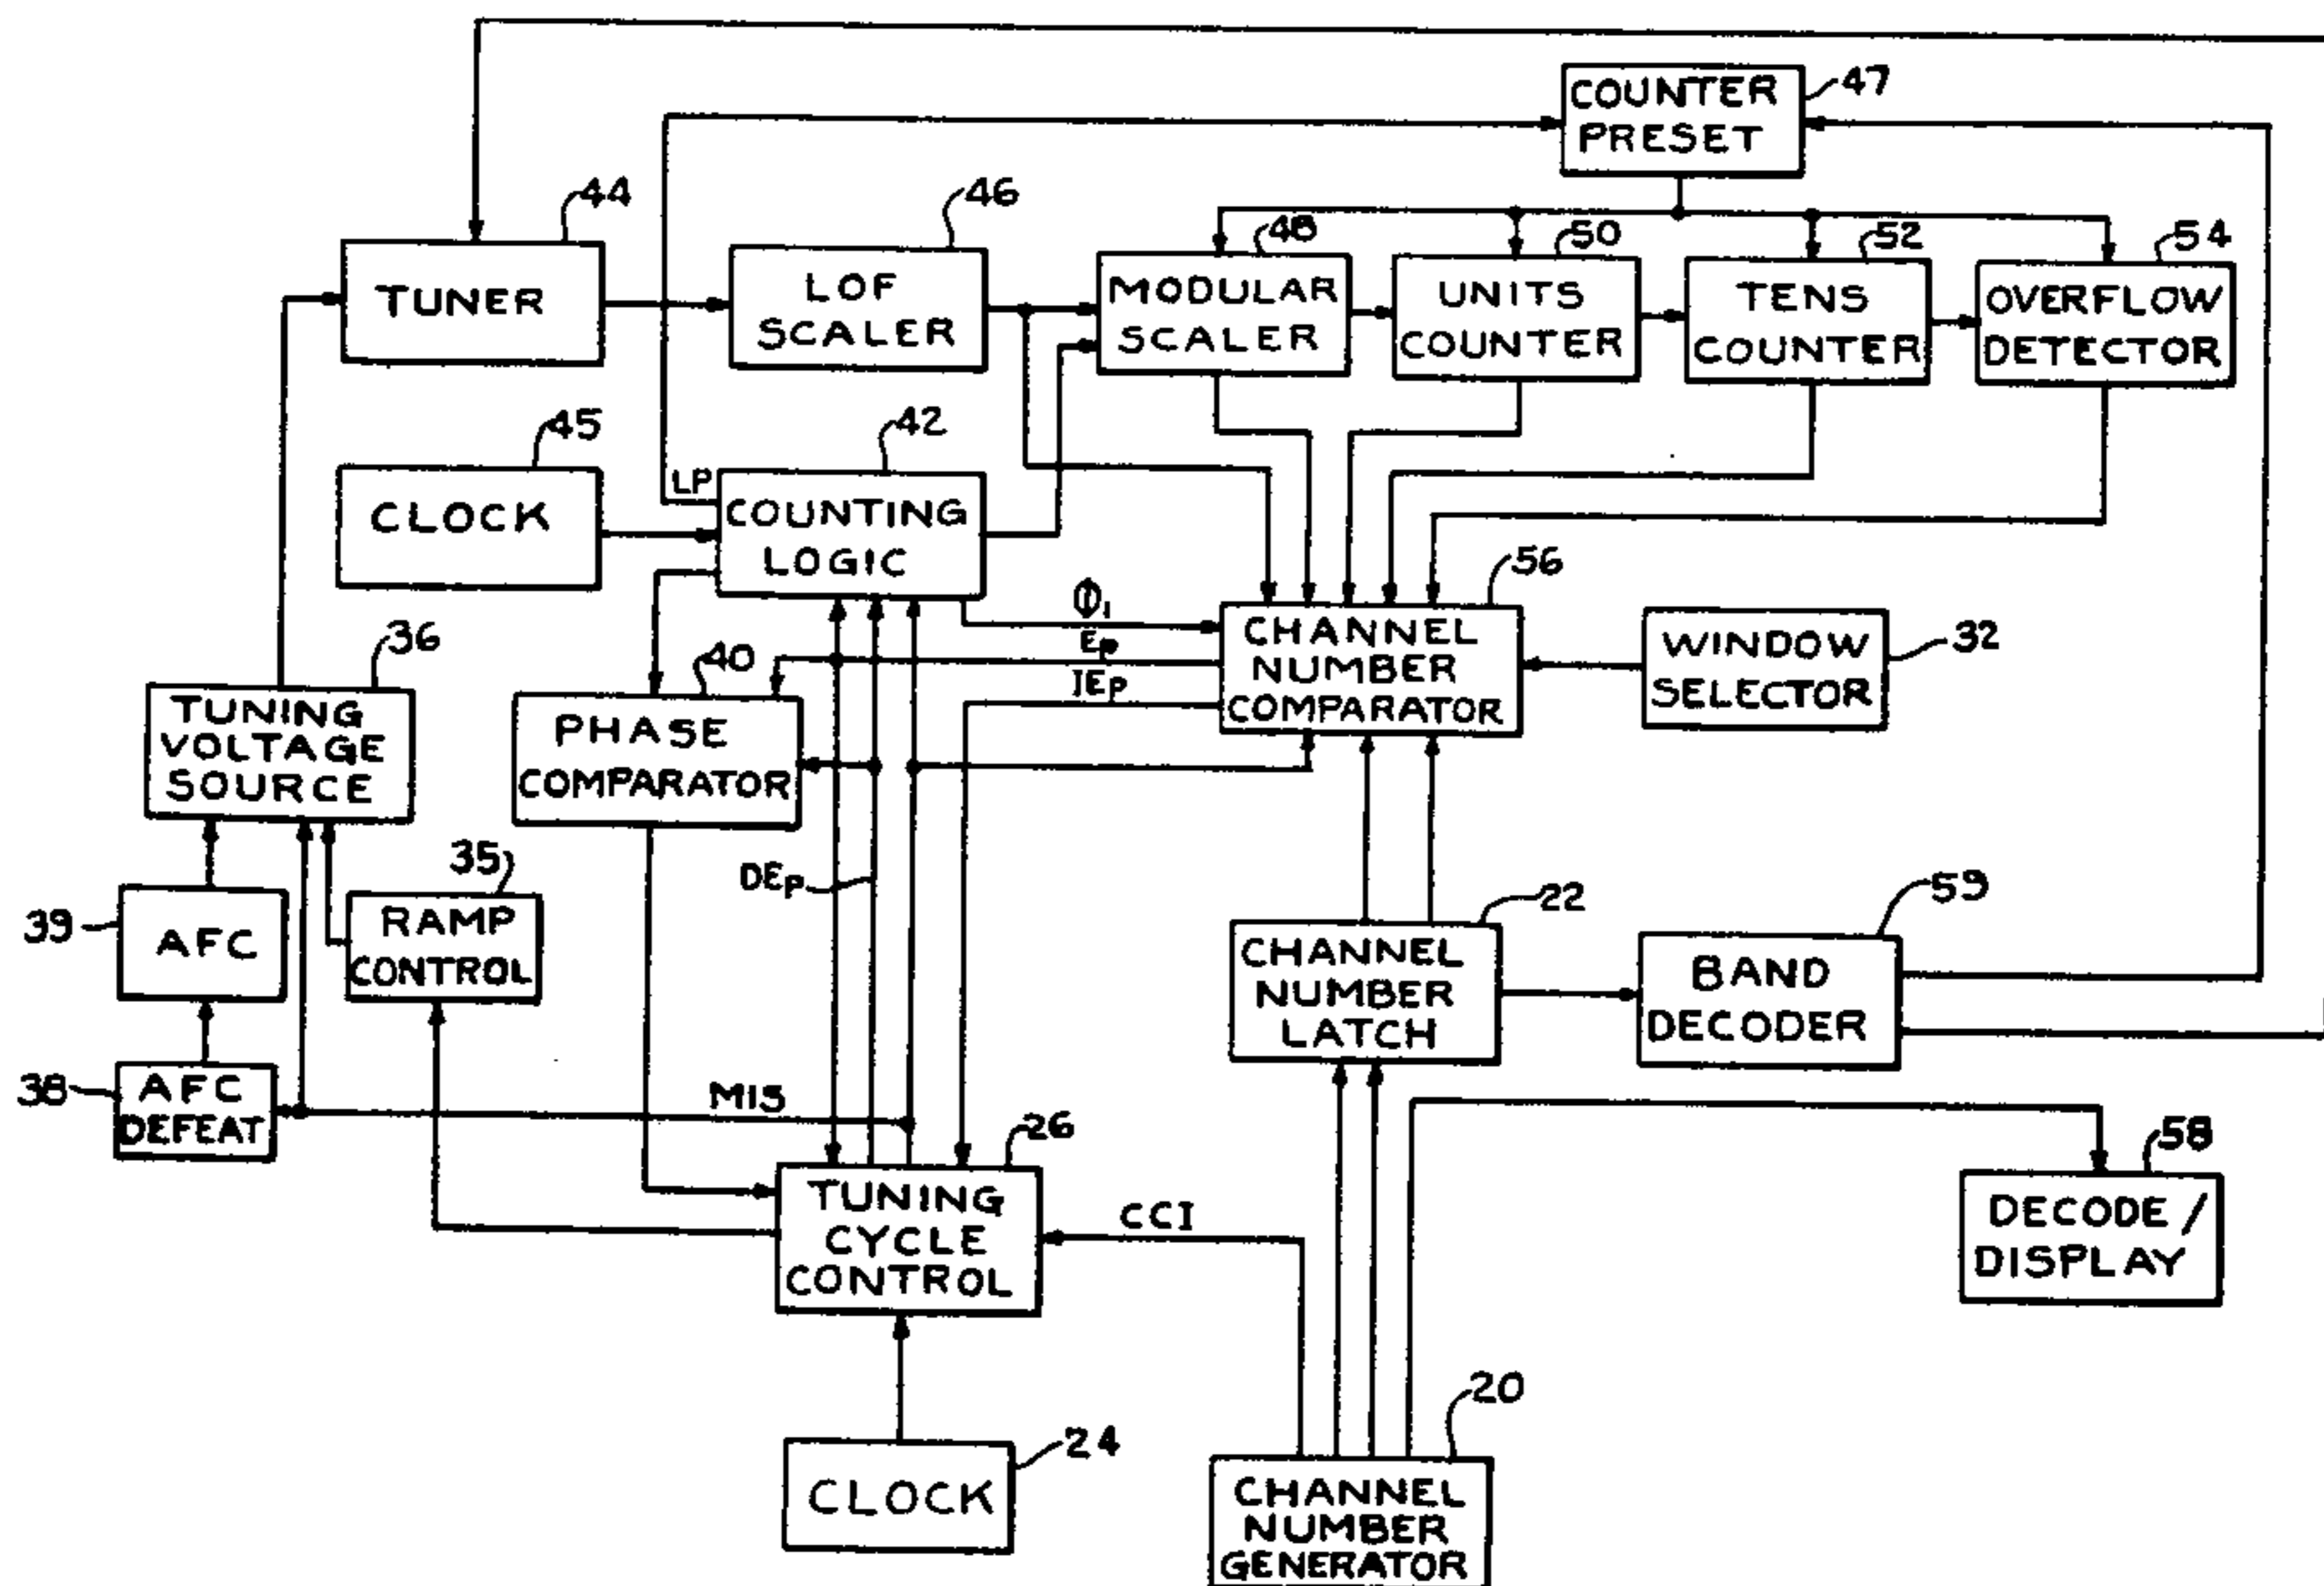 COUNTER
PRESET
47
44
46
48
50
52
54
TUNER
LOF
SCALER
MODULAR
SCALER
UNITS
COUNTER
TENS
COUNTER
OVERFLOW
DETECTOR
45
42
LP
CLOCK
COUNTING
LOGIC
56
Φ1
EP
IEP
CHANNEL
NUMBER
COMPARATOR
WINDOW
SELECTOR
32
36
40
TUNING
VOLTAGE
SOURCE
PHASE
COMPARATOR
35
DEP
22
59
39
AFC
RAMP
CONTROL
CHANNEL
NUMBER
LATCH
BAND
DECODER
38
AFC
DEFEAT
M15
26
58
TUNING
CYCLE
CONTROL
CCI
DECODE/
DISPLAY
20
24
CLOCK
CHANNEL
NUMBER
GENERATOR